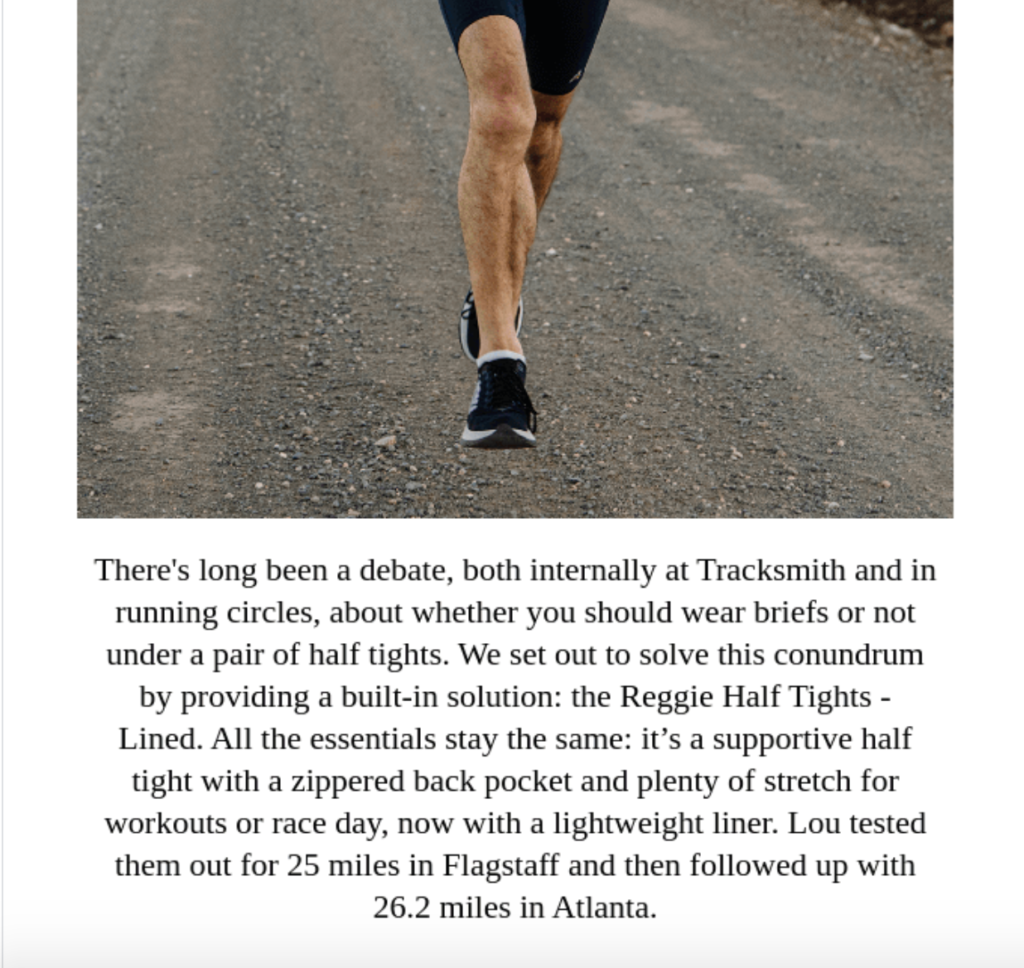 There's long been a debate, both internally at Tracksmith and in
running circles, about whether you should wear briefs or not
under a pair of half tights. We set out to solve this conundrum
by providing a built-in solution: the Reggie Half Tights -
Lined. All the essentials stay the same: it’s a supportive half
tight with a zippered back pocket and plenty of stretch for
workouts or race day, now with a lightweight liner. Lou tested
them out for 25 miles in Flagstaff and then followed up with
26.2 miles in Atlanta.